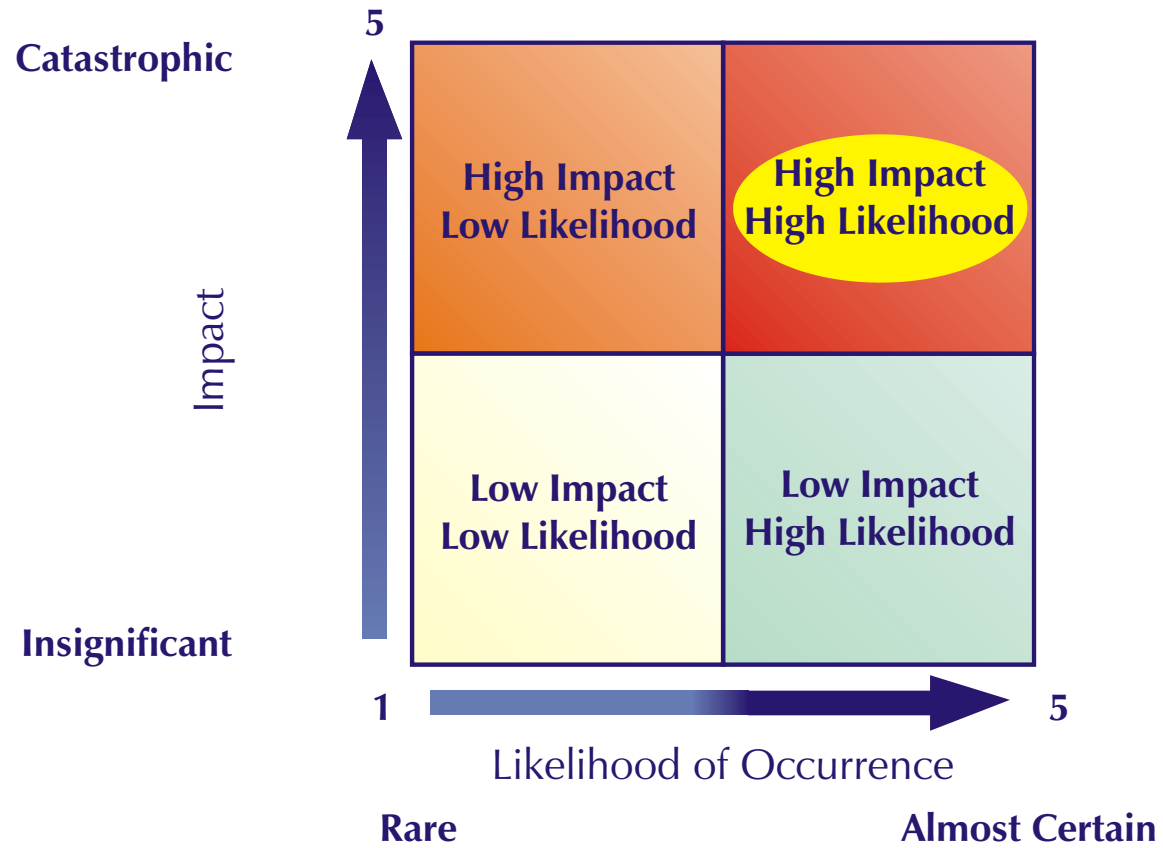 5
Catastrophic
High Impact
Low Likelihood
High Impact
High Likelihood
Impact
Low Impact
Low Likelihood
Low Impact
High Likelihood
Insignificant
1
5
Likelihood of Occurrence
Rare
Almost Certain